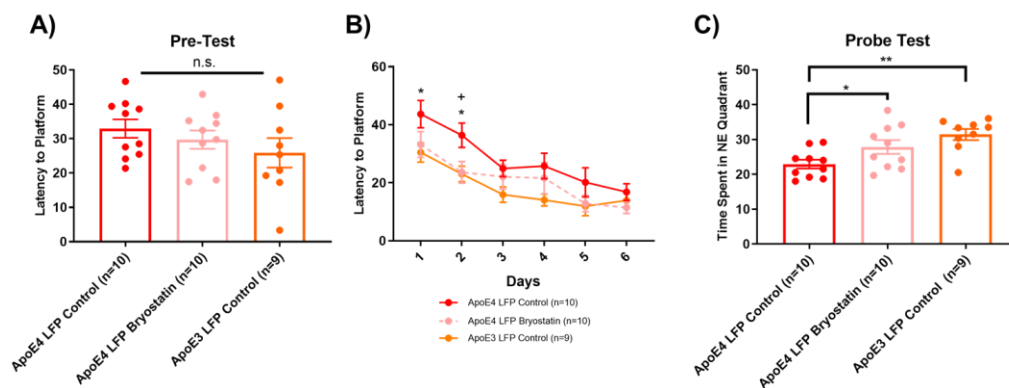 A)
Pre-Test
n.s.
Latency to Platform
50
40
30
20
10
0
ApoE4 LFP Control (n=10)
ApoE4 LFP Bryostatin (n=10)
ApoE3 LFP Control (n=9)
B)
Latency to Platform
60
40
20
0
*
+
*
1
2
3
4
5
6
Days
ApoE4 LFP Control (n=10)
ApoE4 LFP Bryostatin (n=10)
ApoE3 LFP Control (n=9)
C)
Probe Test
**
*
Time Spent in NE Quadrant
50
40
30
20
10
0
ApoE4 LFP Control (n=10)
ApoE4 LFP Bryostatin (n=10)
ApoE3 LFP Control (n=9)